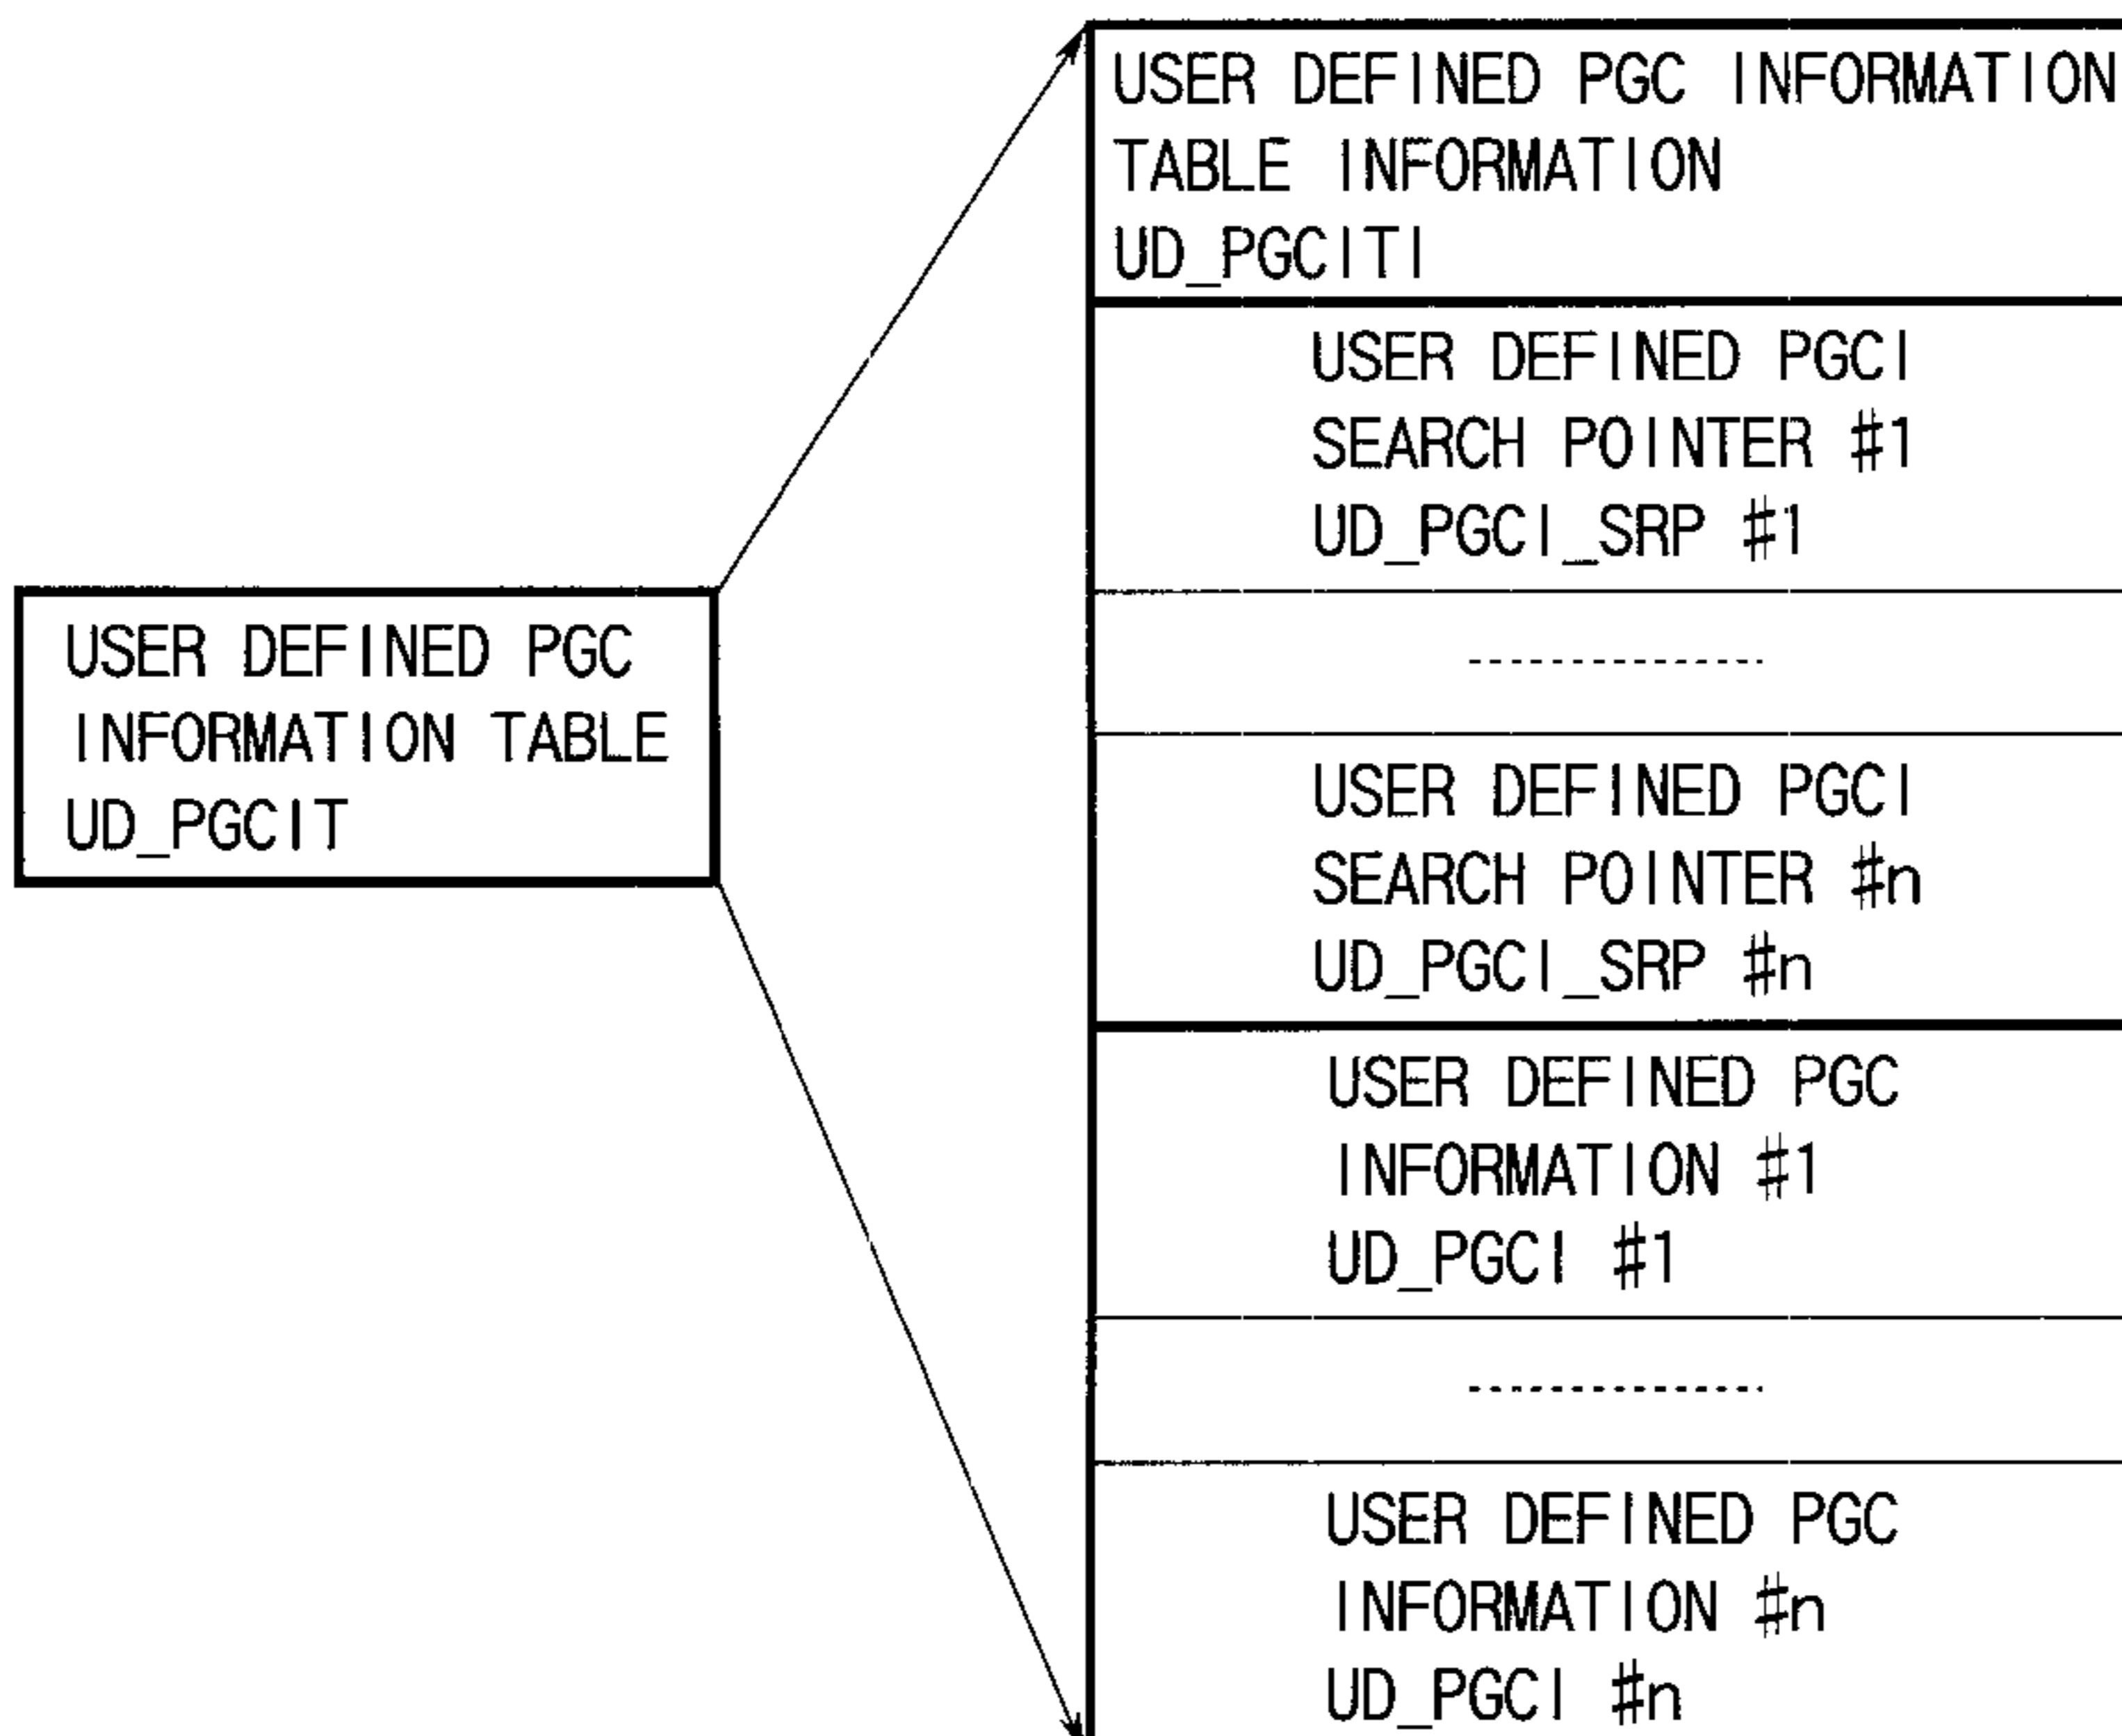 USER DEFINED PGC
INFORMATION TABLE
UD_PGCIT
USER DEFINED PGC INFORMATION
TABLE INFORMATION
UD_PGCITI
USER DEFINED PGCI
SEARCH POINTER #1
UD_PGCI_SRP #1
USER DEFINED PGCI
SEARCH POINTER #n
UD_PGCI_SRP #n
USER DEFINED PGC
INFORMATION #1
UD_PGCI #1
USER DEFINED PGC
INFORMATION #n
UD_PGCI #n